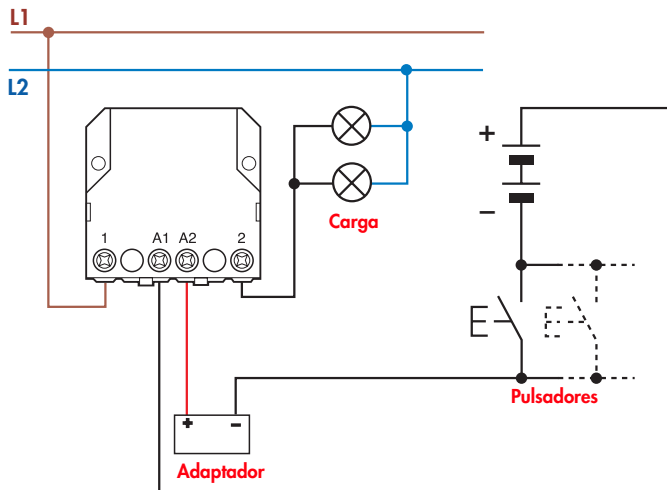 L1
L2
1 A1 A2 2
Carga
+
−
Pulsadores
+ −
Adaptador